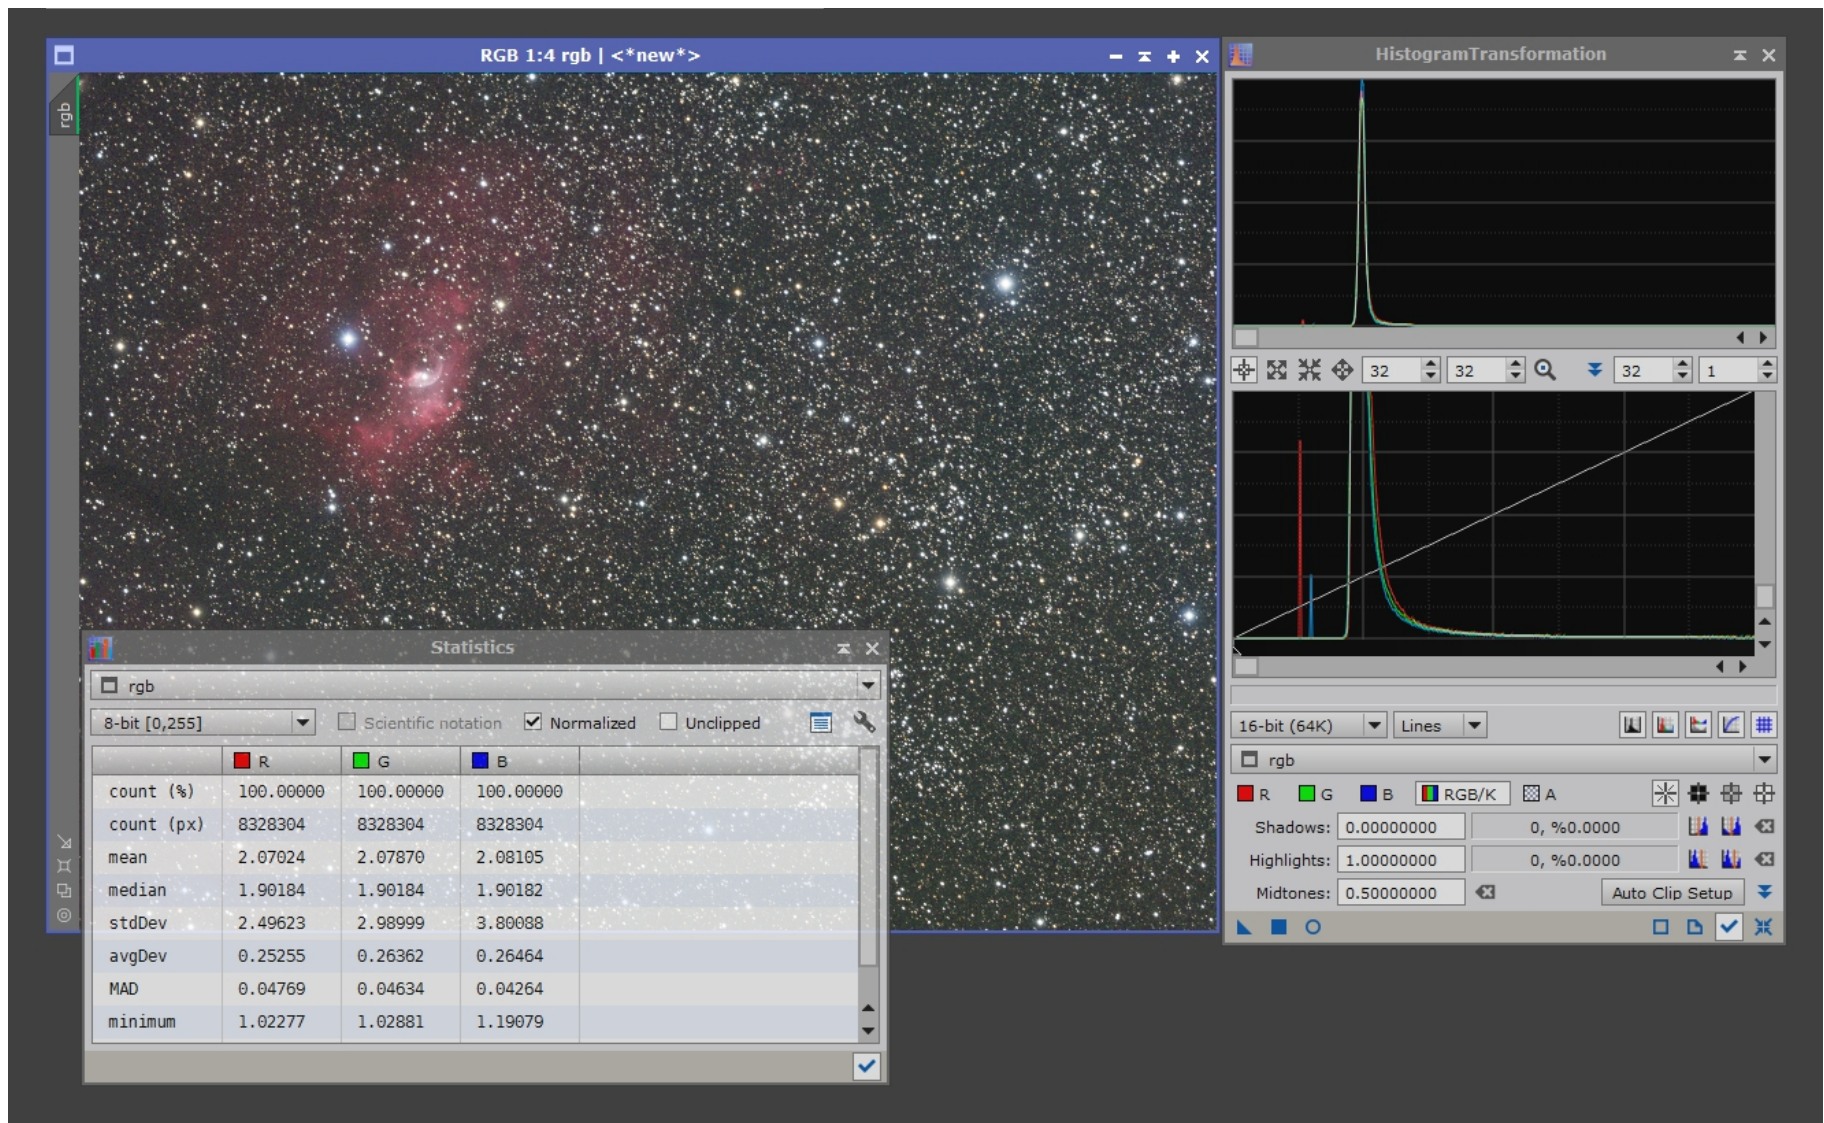 RGB 1:4 rgb | <*new*>
rgb
HistogramTransformation
32 32 32 1
16-bit (64K) Lines
rgb
R G B RGB/K A
Shadows: 0.00000000 0, %0.0000
Highlights: 1.00000000 0, %0.0000
Midtones: 0.50000000 Auto Clip Setup
Statistics
rgb
8-bit [0,255] Scientific notation Normalized Unclipped
R G B
count (%) 100.00000 100.00000 100.00000
count (px) 8328304 8328304 8328304
mean 2.07024 2.07870 2.08105
median 1.90184 1.90184 1.90182
stdDev 2.49623 2.98999 3.80088
avgDev 0.25255 0.26362 0.26464
MAD 0.04769 0.04634 0.04264
minimum 1.02277 1.02881 1.19079